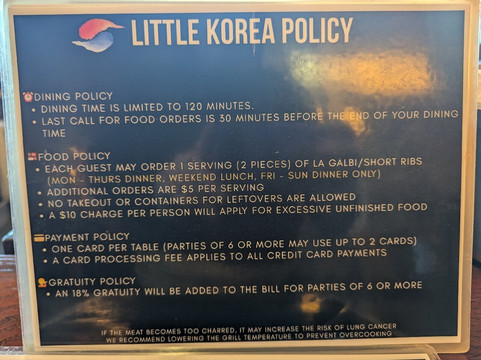 LITTLE KOREA POLICY
DINING POLICY
• DINING TIME IS LIMITED TO 120 MINUTES.
• LAST CALL FOR FOOD ORDERS IS 30 MINUTES BEFORE THE END OF YOUR DINING
TIME
FOOD POLICY
• EACH GUEST MAY ORDER 1 SERVING (2 PIECES) OF LA GALBI/SHORT RIBS
(MON - THURS DINNER, WEEKEND LUNCH, FRI - SUN DINNER ONLY)
• ADDITIONAL ORDERS ARE $5 PER SERVING
• NO TAKEOUT OR CONTAINERS FOR LEFTOVERS ARE ALLOWED
• A $10 CHARGE PER PERSON WILL APPLY FOR EXCESSIVE UNFINISHED FOOD
PAYMENT POLICY
• ONE CARD PER TABLE (PARTIES OF 6 OR MORE MAY USE UP TO 2 CARDS)
• A CARD PROCESSING FEE APPLIES TO ALL CREDIT CARD PAYMENTS
GRATUITY POLICY
• AN 18% GRATUITY WILL BE ADDED TO THE BILL FOR PARTIES OF 6 OR MORE
IF THE MEAT BECOMES TOO CHARRED, IT MAY INCREASE THE RISK OF LUNG CANCER
WE RECOMMEND LOWERING THE GRILL TEMPERATURE TO PREVENT OVERCOOKING